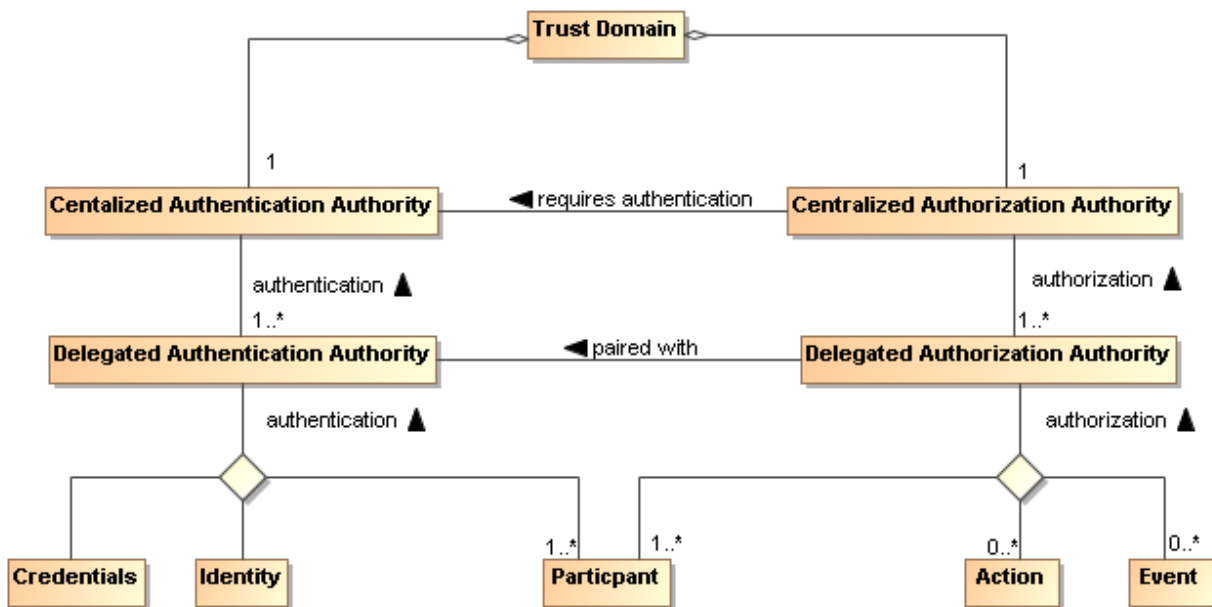 Trust Domain
1
1
Centalized Authentication Authority
requires authentication
Centralized Authorization Authority
authentication
authorization
1..*
1..*
Delegated Authentication Authority
paired with
Delegated Authorization Authority
authentication
authorization
1..*
1..*
0..*
0..*
Credentials
Identity
Particpant
Action
Event